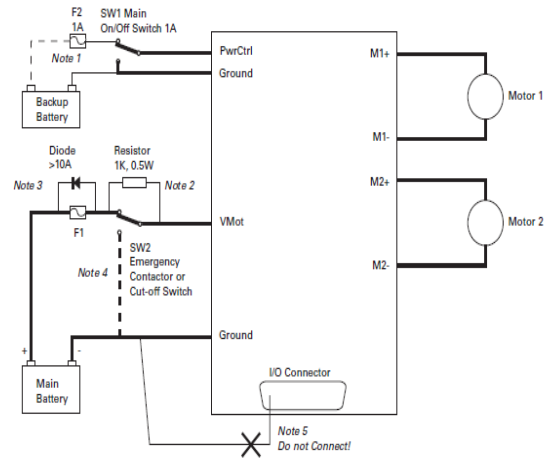 F2
1A
SW1 Main
On/Off Switch 1A
Note 1
PwrCtrl
Ground
Backup
Battery
M1+
Motor 1
M1-
Diode
>10A
Resistor
1K, 0.5W
Note 3
Note 2
F1
VMot
M2+
Motor 2
M2-
SW2
Emergency
Contactor or
Cut-off Switch
Note 4
Ground
+
-
Main
Battery
I/O Connector
Note 5
Do not Connect!